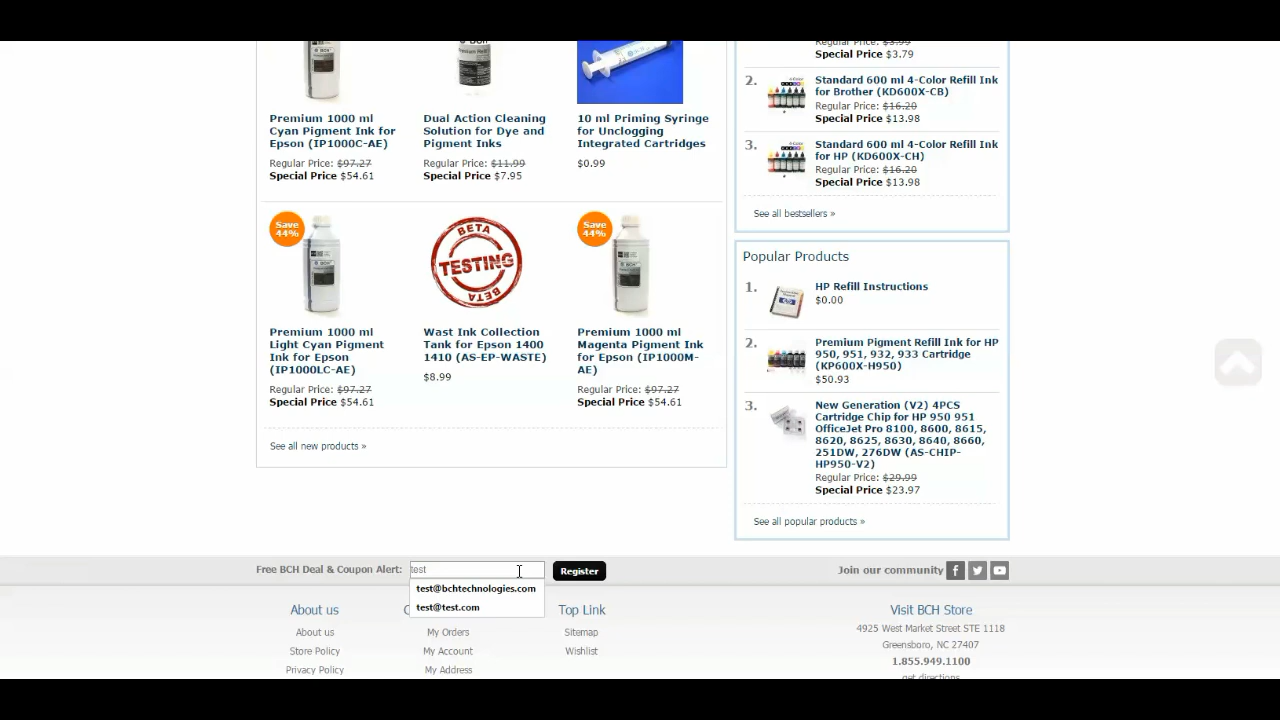 Premium 1000 ml
Cyan Pigment Ink for
Epson (IP1000C-AE)
Regular Price: $97.27
Special Price $54.61
Dual Action Cleaning
Solution for Dye and
Pigment Inks
Regular Price: $11.99
Special Price $7.95
10 ml Priming Syringe
for Unclogging
Integrated Cartridges
$0.99
Save
44%
Premium 1000 ml
Light Cyan Pigment
Ink for Epson
(IP1000LC-AE)
Regular Price: $97.27
Special Price $54.61
BETA
TESTING
BETA
Wast Ink Collection
Tank for Epson 1400
1410 (AS-EP-WASTE)
$8.99
Save
44%
Premium 1000 ml
Magenta Pigment Ink
for Epson (IP1000M-
AE)
Regular Price: $97.27
Special Price $54.61
See all new products »
Regular Price: $3.99
Special Price $3.79
2.
Standard 600 ml 4-Color Refill Ink
for Brother (KD600X-CB)
Regular Price: $16.20
Special Price $13.98
3.
Standard 600 ml 4-Color Refill Ink
for HP (KD600X-CH)
Regular Price: $16.20
Special Price $13.98
See all bestsellers »
Popular Products
1.
HP Refill Instructions
$0.00
2.
Premium Pigment Refill Ink for HP
950, 951, 932, 933 Cartridge
(KP600X-H950)
$50.93
3.
New Generation (V2) 4PCS
Cartridge Chip for HP 950 951
OfficeJet Pro 8100, 8600, 8615,
8620, 8625, 8630, 8640, 8660,
251DW, 276DW (AS-CHIP-
HP950-V2)
Regular Price: $29.99
Special Price $23.97
See all popular products »
Free BCH Deal & Coupon Alert: test Register
test@bchtechnologies.com
test@test.com
Join our community
About us
About us
Store Policy
Privacy Policy
My Orders
My Account
My Address
Top Link
Sitemap
Wishlist
Visit BCH Store
4925 West Market Street STE 1118
Greensboro, NC 27407
1.855.949.1100
get directions